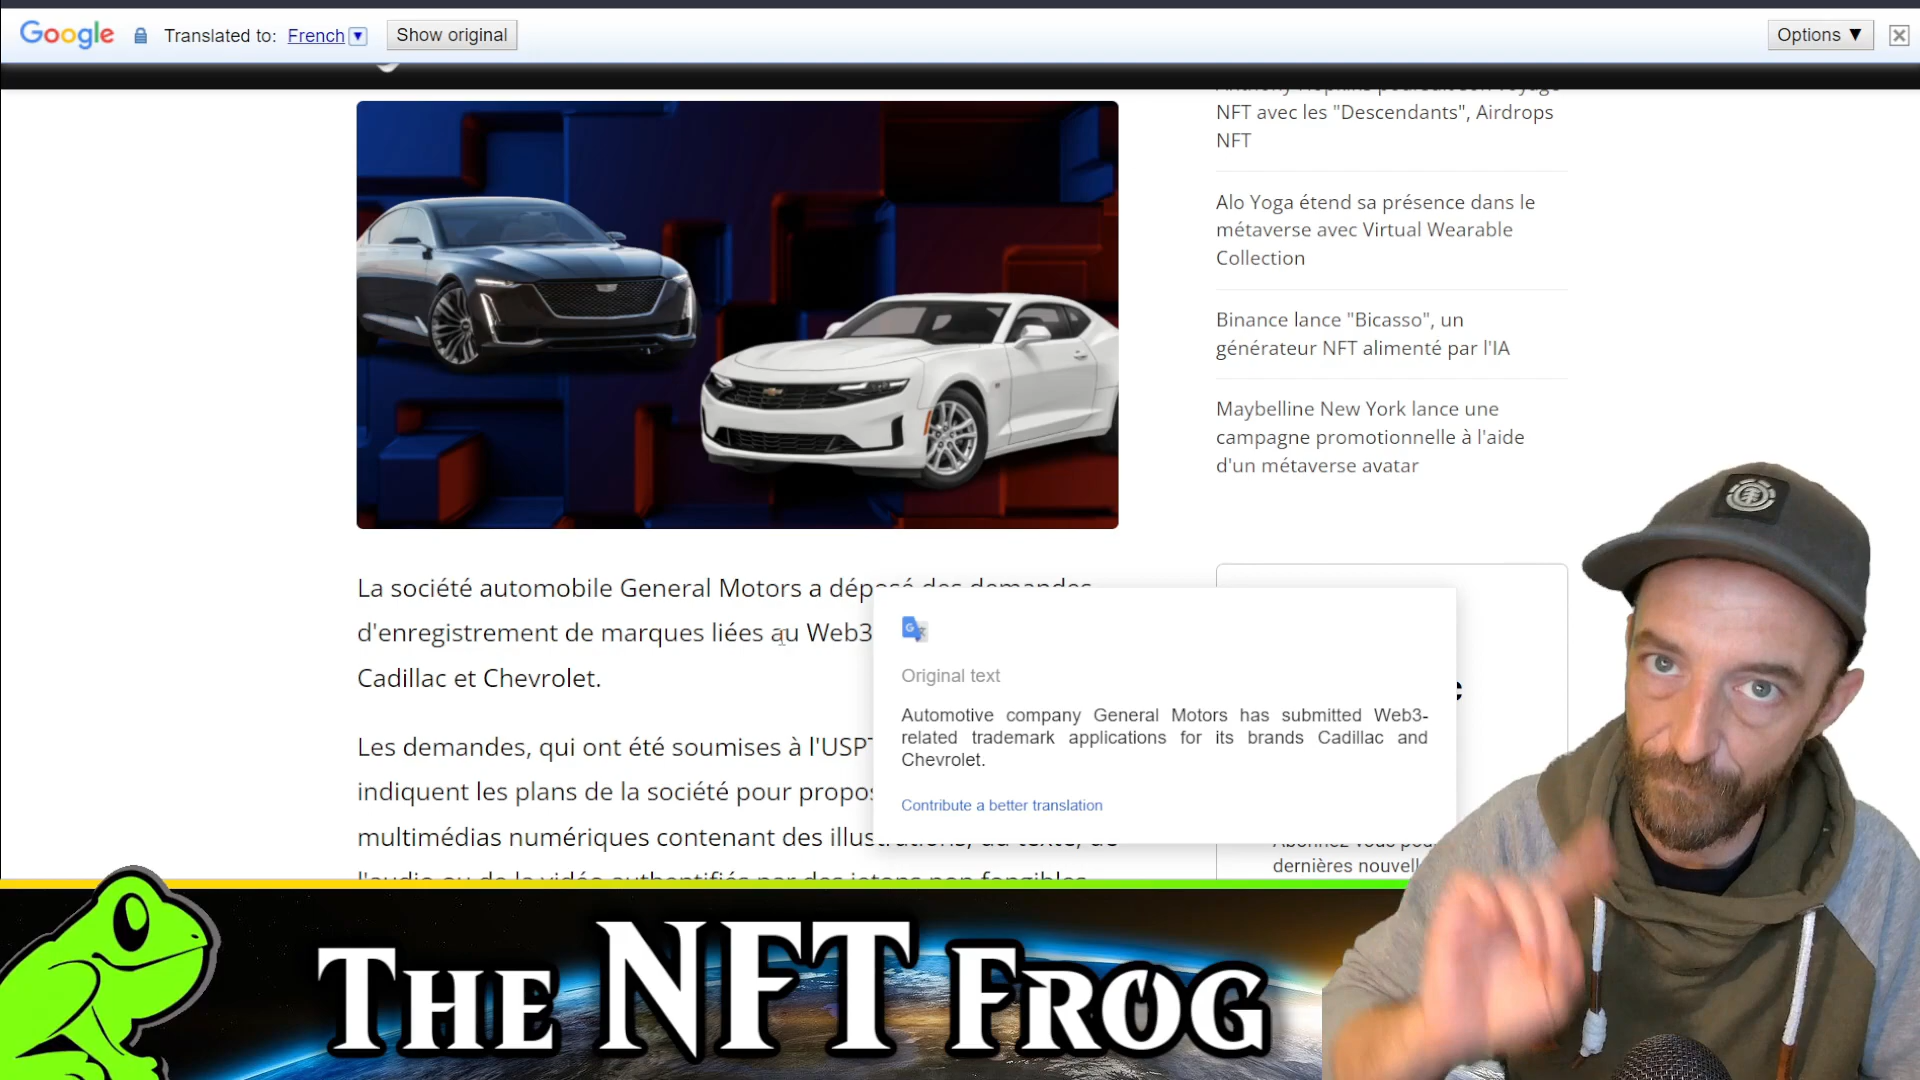 Google Translated to: French ▼ Show original Options ▼
NFT avec les "Descendants", Airdrops
NFT
Alo Yoga étend sa présence dans le
métaverse avec Virtual Wearable
Collection
Binance lance "Bicasso", un
générateur NFT alimenté par l'IA
Maybelline New York lance une
campagne promotionnelle à l'aide
d'un métaverse avatar
La société automobile General Motors a déposé des demandes
d'enregistrement de marques liées au Web3
Cadillac et Chevrolet.
Les demandes, qui ont été soumises à l'USPT
indiquent les plans de la société pour propos
multimédias numériques contenant des illustrations, du texte, de
l'audio ou de la vidéo authentifiés par des jetons non fongibles
Original text
Automotive company General Motors has submitted Web3-
related trademark applications for its brands Cadillac and
Chevrolet.
Contribute a better translation
Abonnez-vous pou
dernières nouvell
THE NFT FROG